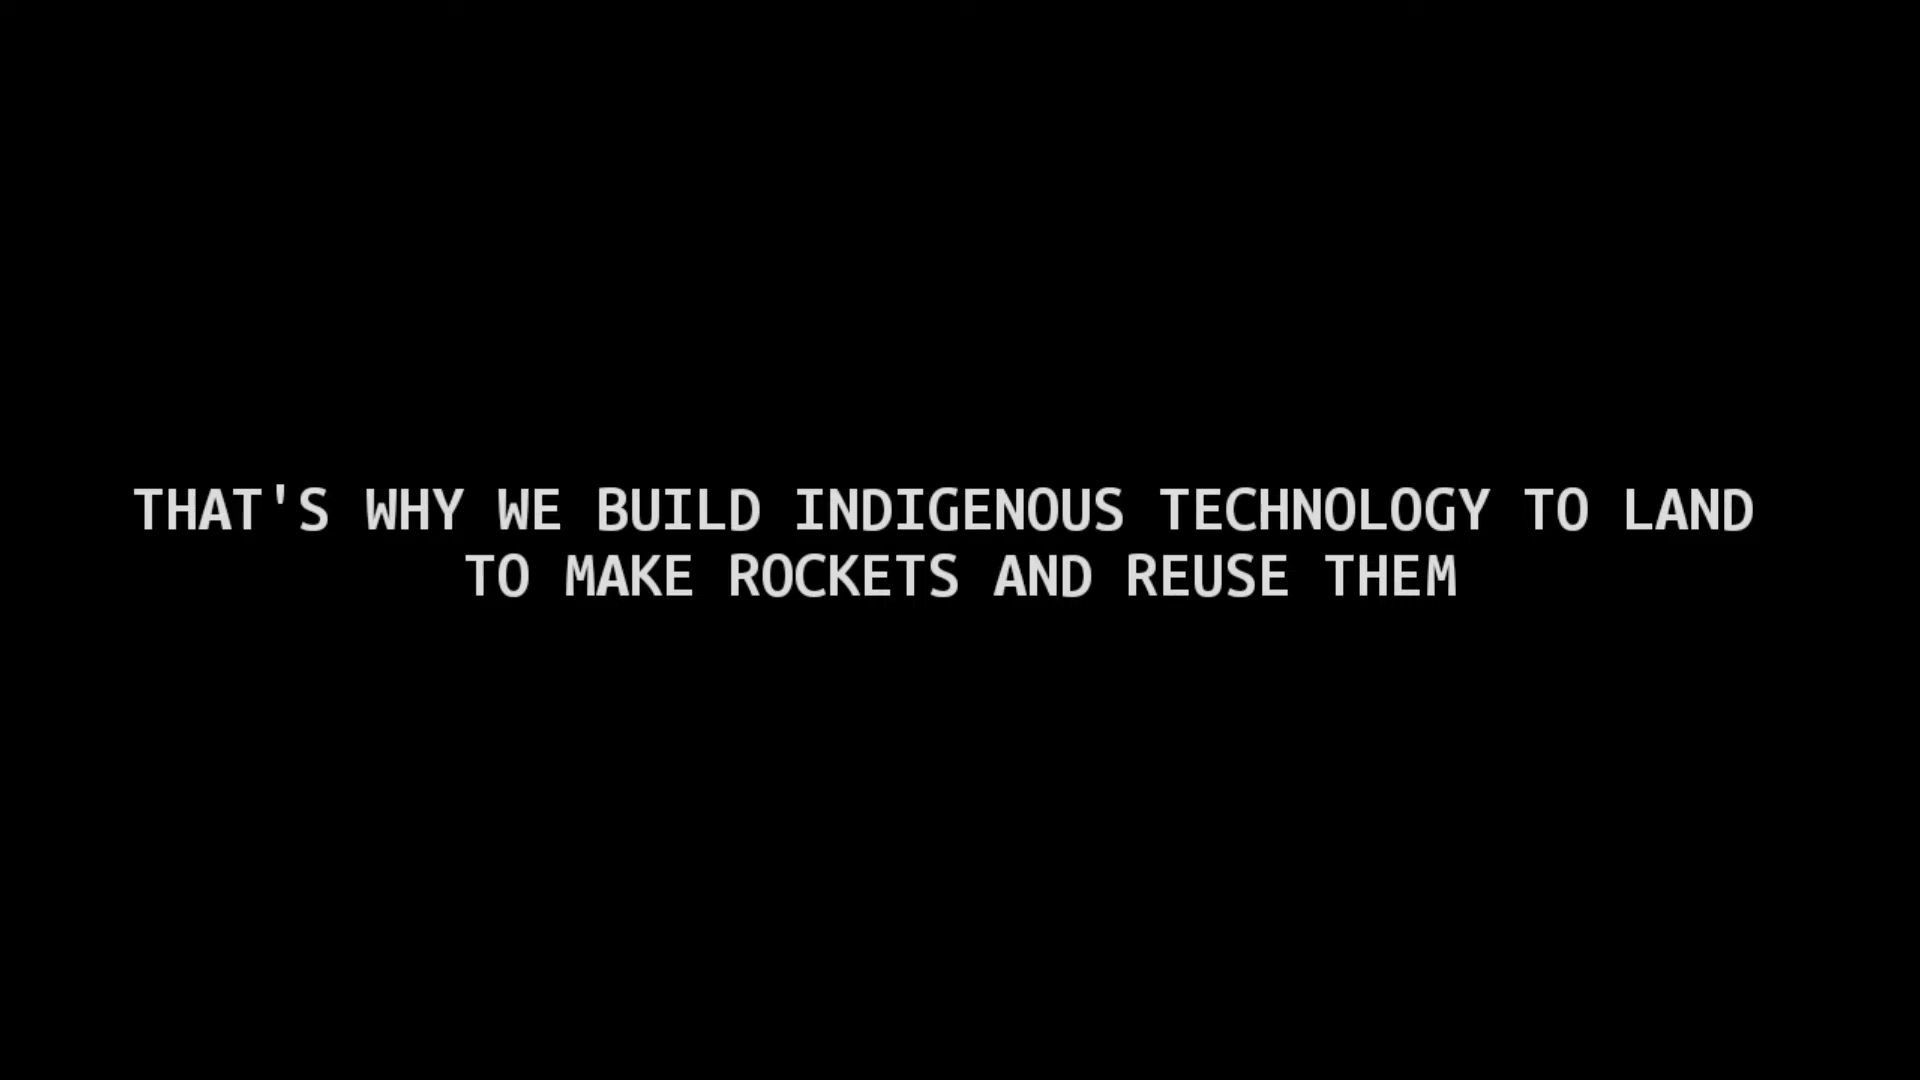 THAT'S WHY WE BUILD INDIGENOUS TECHNOLOGY TO LAND
TO MAKE ROCKETS AND REUSE THEM